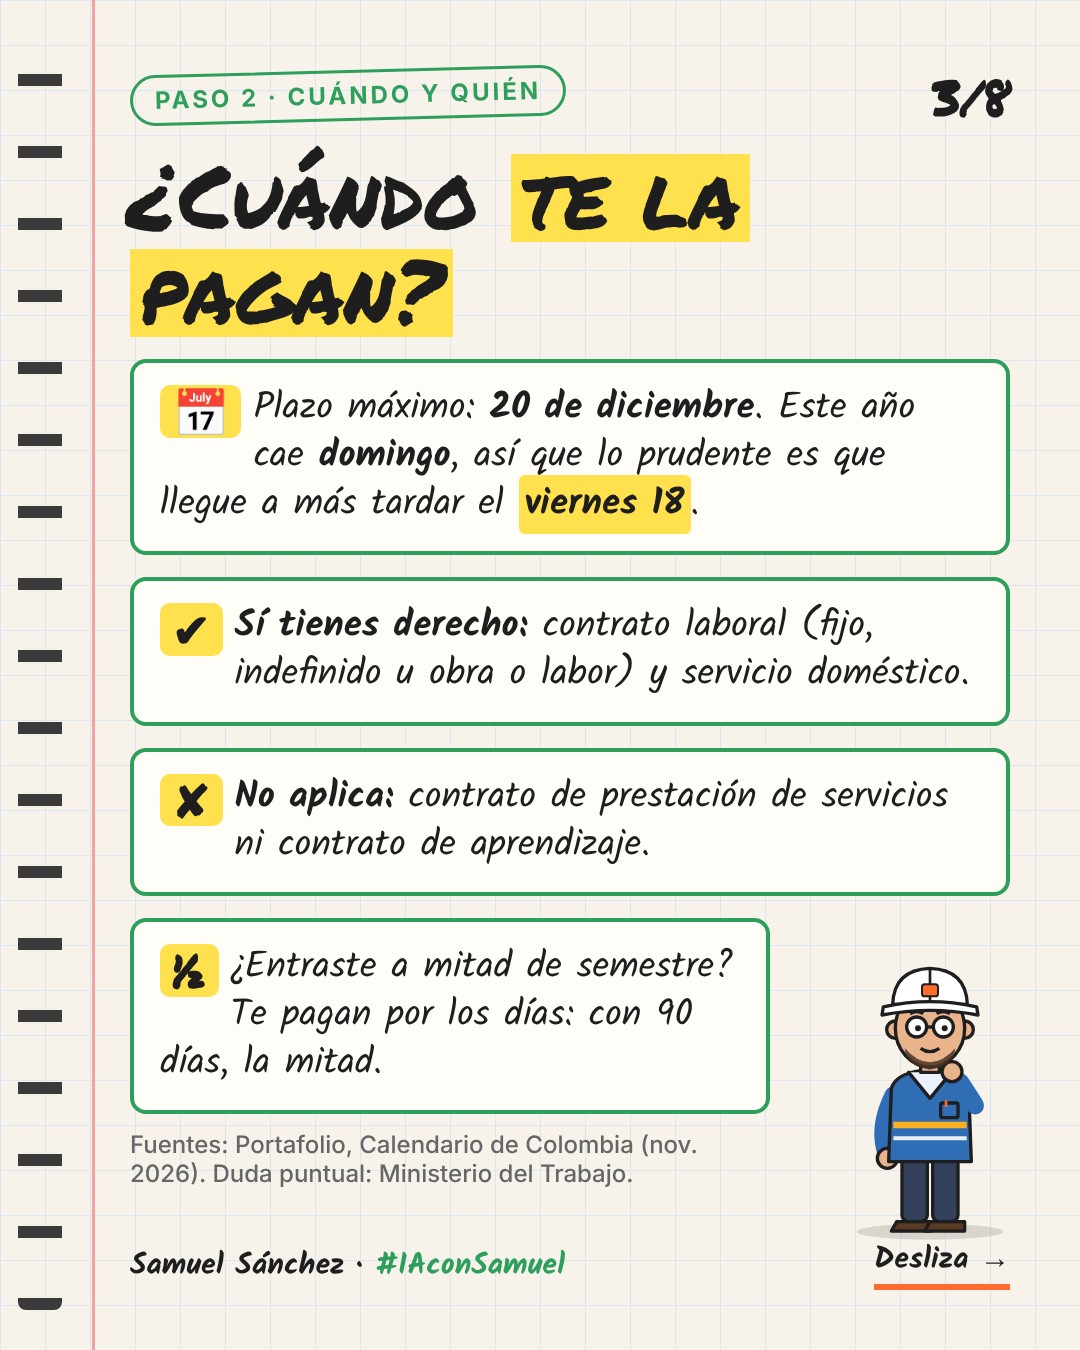 PASO 2 · CUÁNDO Y QUIÉN
3/8
¿CUÁNDO TE LA
PAGAN?
July
17
Plazo máximo: 20 de diciembre. Este año
cae domingo, así que lo prudente es que
llegue a más tardar el viernes 18.
✔ Sí tienes derecho: contrato laboral (fijo,
indefinido u obra o labor) y servicio doméstico.
✘ No aplica: contrato de prestación de servicios
ni contrato de aprendizaje.
½ ¿Entraste a mitad de semestre?
Te pagan por los días: con 90
días, la mitad.
Fuentes: Portafolio, Calendario de Colombia (nov.
2026). Duda puntual: Ministerio del Trabajo.
Samuel Sánchez · #IAconSamuel
Desliza →